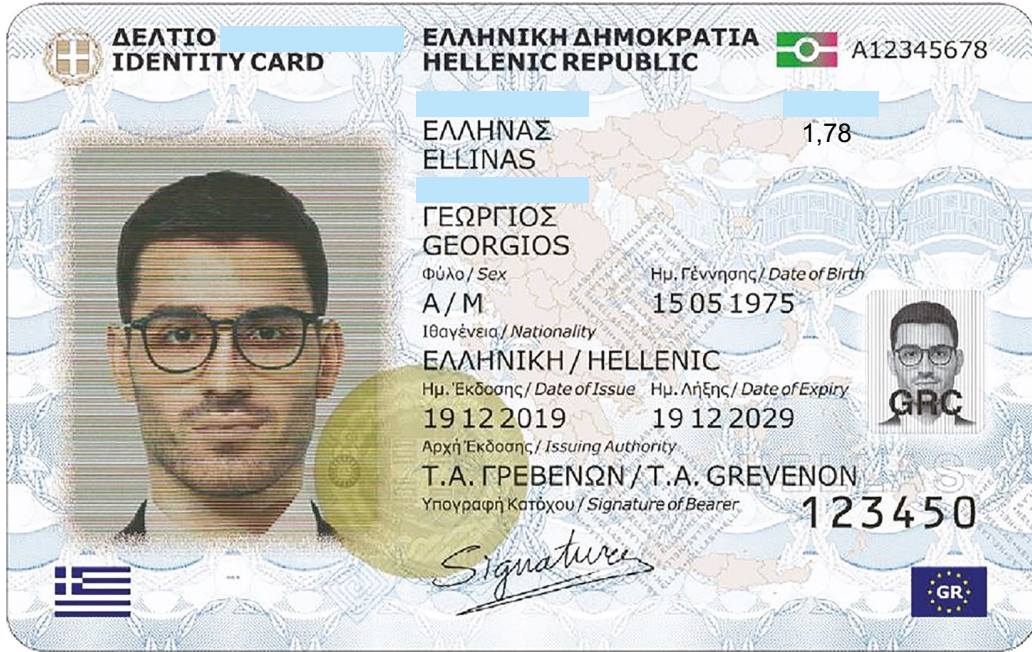 ΔΕΛΤΙΟ
IDENTITY CARD
ΕΛΛΗΝΙΚΗ ΔΗΜΟΚΡΑΤΙΑ
HELLENIC REPUBLIC
A12345678
ΕΛΛΗΝΑΣ
ELLINAS
1,78
ΓΕΩΡΓΙΟΣ
GEORGIOS
Φύλο / Sex
Ημ. Γέννησης / Date of Birth
Α / M
15 05 1975
Ιθαγένεια / Nationality
ΕΛΛΗΝΙΚΗ / HELLENIC
Ημ. Έκδοσης / Date of Issue
Ημ. Λήξης / Date of Expiry
19 12 2019
19 12 2029
GRC
Αρχή Έκδοσης / Issuing Authority
Τ.Α. ΓΡΕΒΕΝΩΝ / T.A. GREVENON
Υπογραφή Κατόχου / Signature of Bearer
123450
Signature
GR